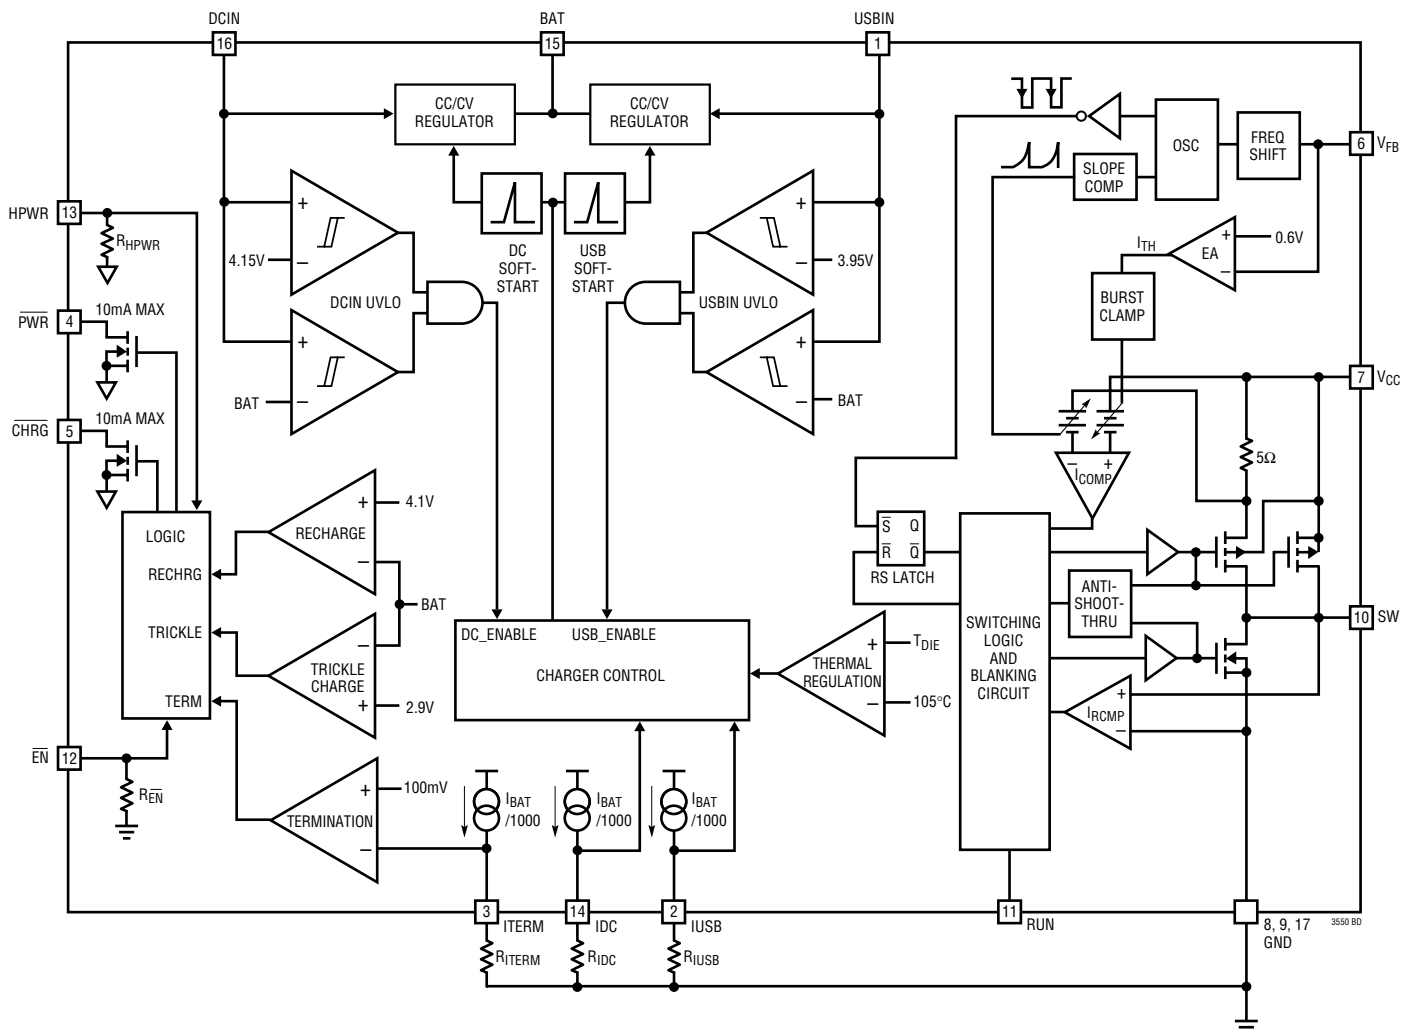 DCIN
BAT
USBIN
16
15
1
CC/CV
REGULATOR
CC/CV
REGULATOR
OSC
FREQ
SHIFT
6
VFB
SLOPE
COMP
HPWR
13
RHPWR
+
4.15V
–
DC
SOFT-
START
USB
SOFT-
START
+
–
3.95V
ITH
+
EA
–
0.6V
DCIN UVLO
USBIN UVLO
BURST
CLAMP
10mA MAX
PWR
4
+
BAT
–
+
–
BAT
7
VCC
10mA MAX
CHRG
5
– +
ICOMP
5Ω
LOGIC
+
4.1V
RECHARGE
–
RECHRG
S Q
R Q
RS LATCH
BAT
TRICKLE
–
TRICKLE
CHARGE
+
2.9V
TERM
DC_ENABLE
USB_ENABLE
CHARGER CONTROL
+
TDIE
THERMAL
REGULATION
–
105°C
SWITCHING
LOGIC
AND
BLANKING
CIRCUIT
ANTI-
SHOOT-
THRU
10
SW
+
IRCMP
–
EN
12
REN
+
100mV
TERMINATION
–
IBAT
/1000
IBAT
/1000
IBAT
/1000
3
ITERM
14
IDC
2
IUSB
11
RUN
8, 9, 17
GND
3550 BD
RITERM
RIDC
RIUSB